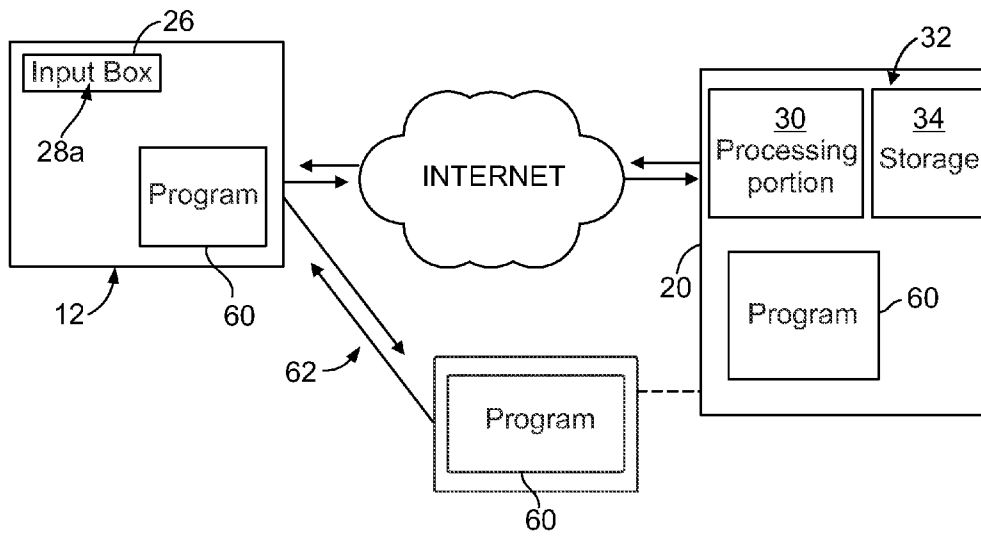 26
Input Box
28a
Program
12
60
INTERNET
32
30
Processing
portion
34
Storage
20
Program
60
62
Program
60